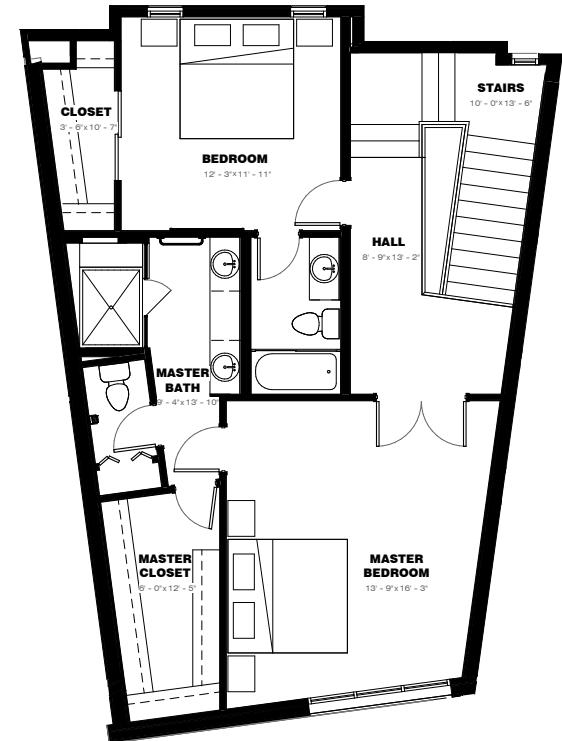 STAIRS
10' - 0"x13' - 6"
CLOSET
3' - 6"x10' - 7"
BEDROOM
12' - 3"x11' - 11"
HALL
8' - 9"x13' - 2"
MASTER
BATH
9' - 4"x13' - 10"
MASTER
CLOSET
6' - 0"x12' - 5"
MASTER
BEDROOM
13' - 9"x16' - 3"